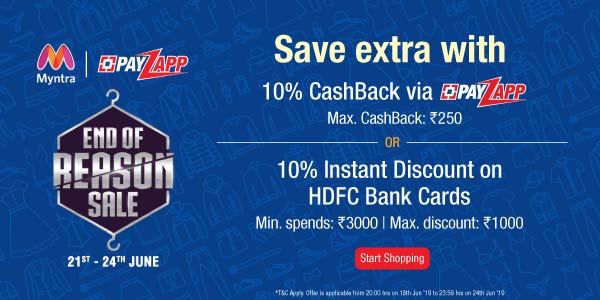 Myntra
PAYZAPP
END OF
REASON
SALE
21ST - 24TH JUNE
Save extra with
10% CashBack via PAYZAPP
Max. CashBack: ₹250
OR
10% Instant Discount on
HDFC Bank Cards
Min. spends: ₹3000 | Max. discount: ₹1000
Start Shopping
*T&C Apply. Offer is applicable from 20:00 hrs on 18th Jun '19 to 23:59 hrs on 24th Jun '19